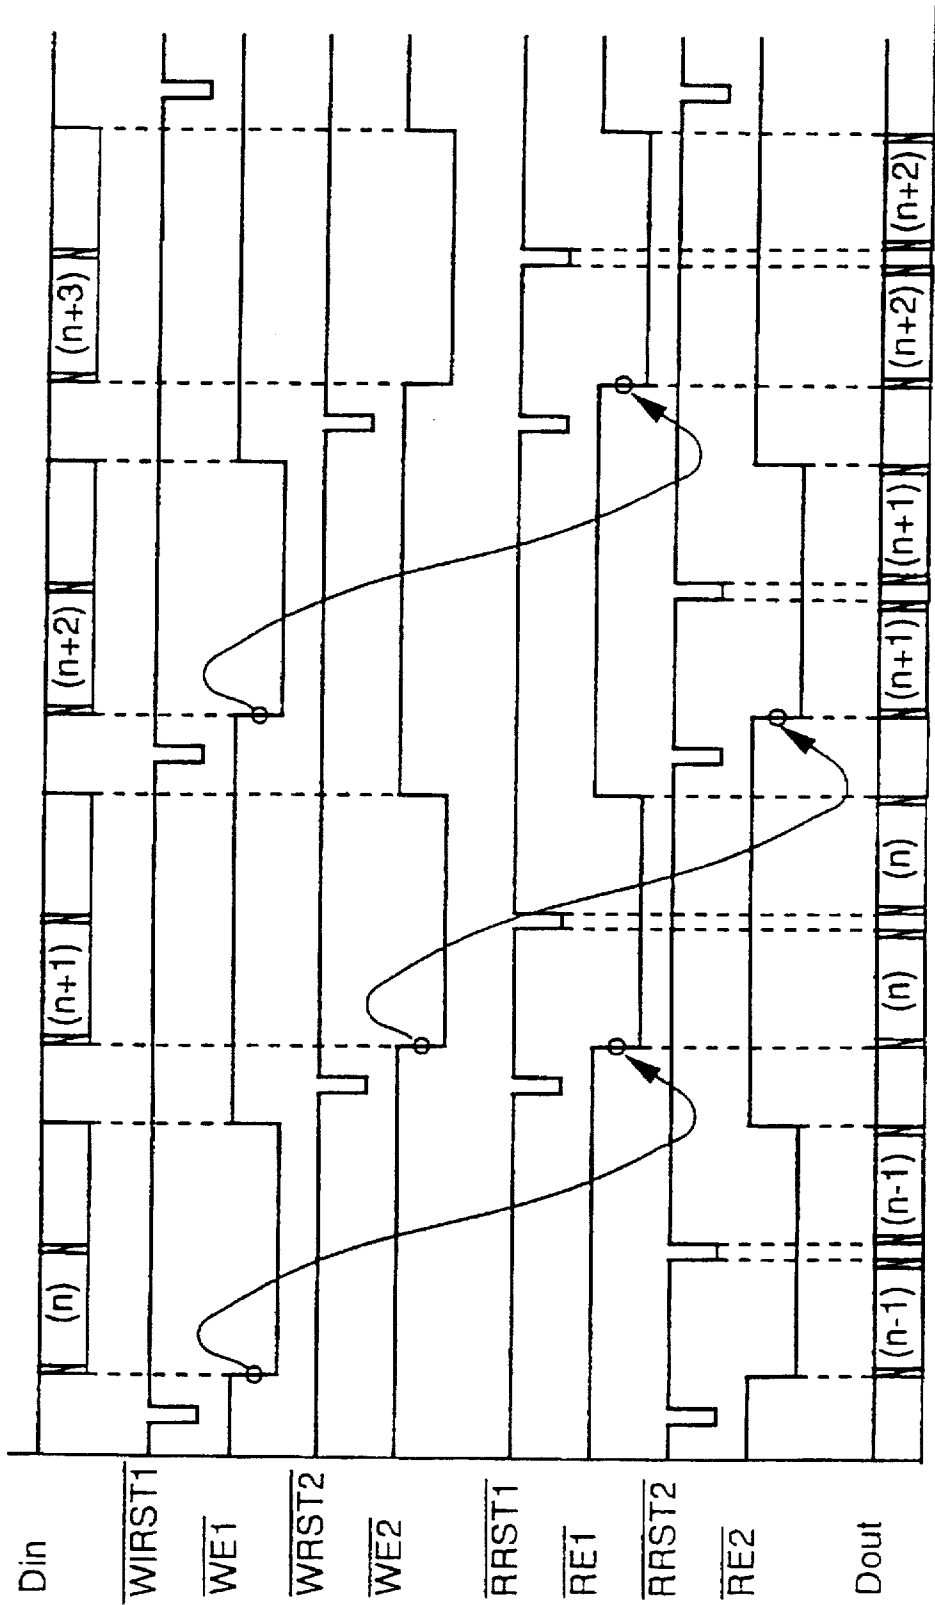 Din (n) (n+1) (n+2) (n+3)
WIRST1
WE1
WRST2
WE2
RRST1
RE1
RRST2
RE2
Dout (n-1) (n-1) (n) (n) (n+1) (n+1) (n+2) (n+2)